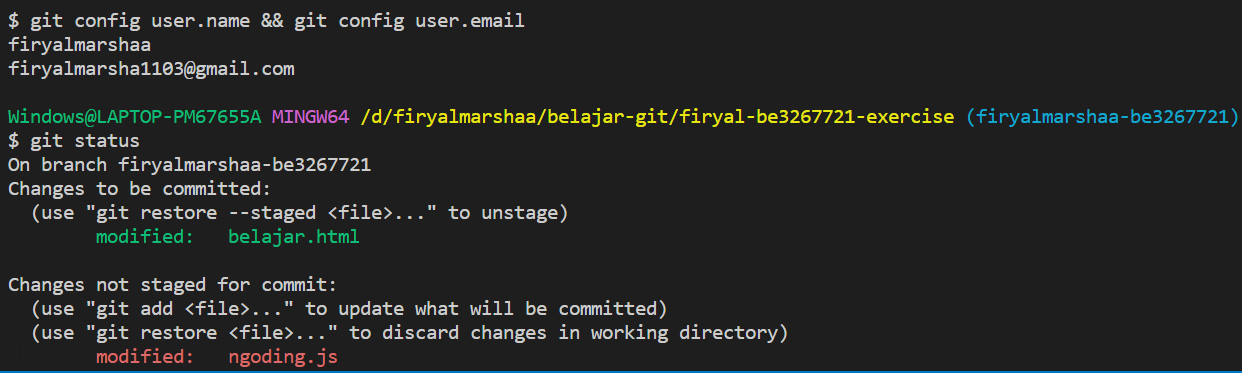 $ git config user.name && git config user.email
firyalmarshaa
firyalmarsha1103@gmail.com
Windows@LAPTOP-PM67655A MINGW64 /d/firyalmarshaa/belajar-git/firyal-be3267721-exercise (firyalmarshaa-be3267721)
$ git status
On branch firyalmarshaa-be3267721
Changes to be committed:
  (use "git restore --staged <file>..." to unstage)
        modified:   belajar.html
Changes not staged for commit:
  (use "git add <file>..." to update what will be committed)
  (use "git restore <file>..." to discard changes in working directory)
        modified:   ngoding.js